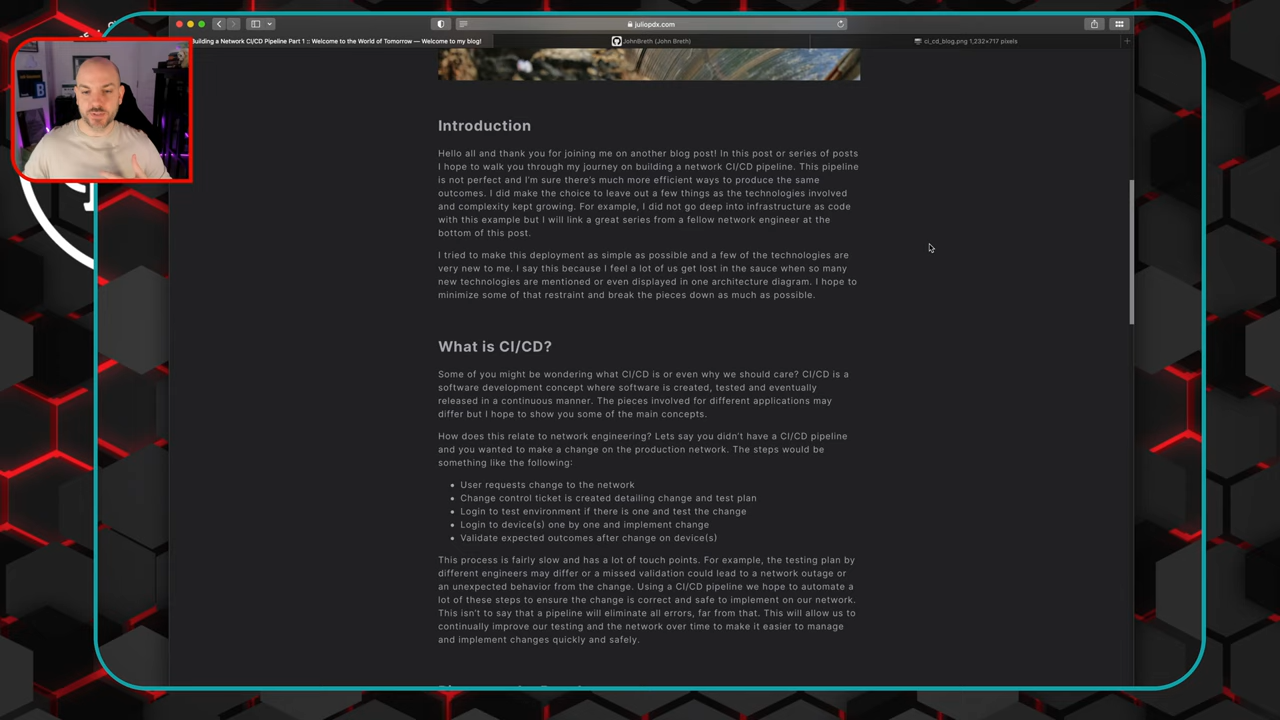 juliopdx.com
Building a Network CI/CD Pipeline Part 1 :: Welcome to the World of Tomorrow — Welcome to my blog!
JohnBreth (John Breth)
ci_cd_blog.png 1,232×717 pixels
Introduction
Hello all and thank you for joining me on another blog post! In this post or series of posts
I hope to walk you through my journey on building a network CI/CD pipeline. This pipeline
is not perfect and I'm sure there's much more efficient ways to produce the same
outcomes. I did make the choice to leave out a few things as the technologies involved
and complexity kept growing. For example, I did not go deep into infrastructure as code
with this example but I will link a great series from a fellow network engineer at the
bottom of this post.
I tried to make this deployment as simple as possible and a few of the technologies are
very new to me. I say this because I feel a lot of us get lost in the sauce when so many
new technologies are mentioned or even displayed in one architecture diagram. I hope to
minimize some of that restraint and break the pieces down as much as possible.
What is CI/CD?
Some of you might be wondering what CI/CD is or even why we should care? CI/CD is a
software development concept where software is created, tested and eventually
released in a continuous manner. The pieces involved for different applications may
differ but I hope to show you some of the main concepts.
How does this relate to network engineering? Lets say you didn't have a CI/CD pipeline
and you wanted to make a change on the production network. The steps would be
something like the following:
• User requests change to the network
• Change control ticket is created detailing change and test plan
• Login to test environment if there is one and test the change
• Login to device(s) one by one and implement change
• Validate expected outcomes after change on device(s)
This process is fairly slow and has a lot of touch points. For example, the testing plan by
different engineers may differ or a missed validation could lead to a network outage or
an unexpected behavior from the change. Using a CI/CD pipeline we hope to automate a
lot of these steps to ensure the change is correct and safe to implement on our network.
This isn't to say that a pipeline will eliminate all errors, far from that. This will allow us to
continually improve our testing and the network over time to make it easier to manage
and implement changes quickly and safely.